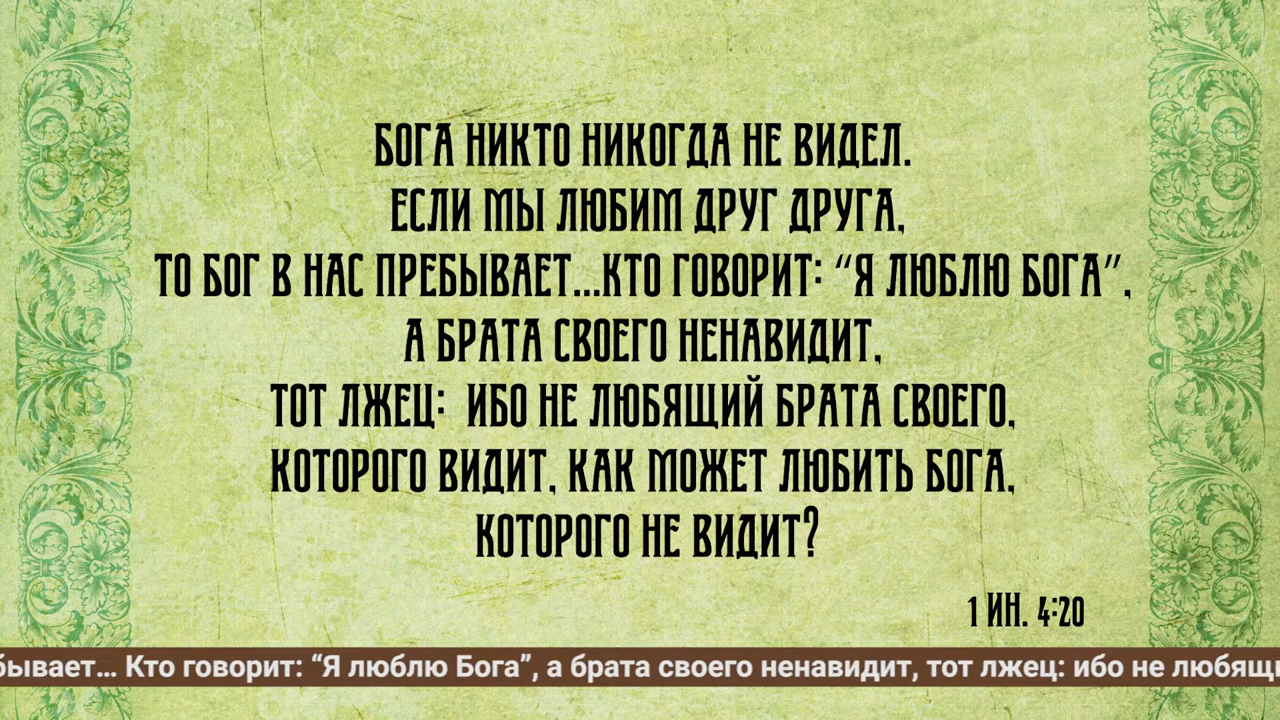 БОГА НИКТО НИКОГДА НЕ ВИДЕЛ.
ЕСЛИ МЫ ЛЮБИМ ДРУГ ДРУГА,
ТО БОГ В НАС ПРЕБЫВАЕТ...КТО ГОВОРИТ: “Я ЛЮБЛЮ БОГА”,
А БРАТА СВОЕГО НЕНАВИДИТ,
ТОТ ЛЖЕЦ: ИБО НЕ ЛЮБЯЩИЙ БРАТА СВОЕГО,
КОТОРОГО ВИДИТ, КАК МОЖЕТ ЛЮБИТЬ БОГА,
КОТОРОГО НЕ ВИДИТ?
1 ИН. 4:20
бывает... Кто говорит: “Я люблю Бога”, а брата своего ненавидит, тот лжец: ибо не любящи